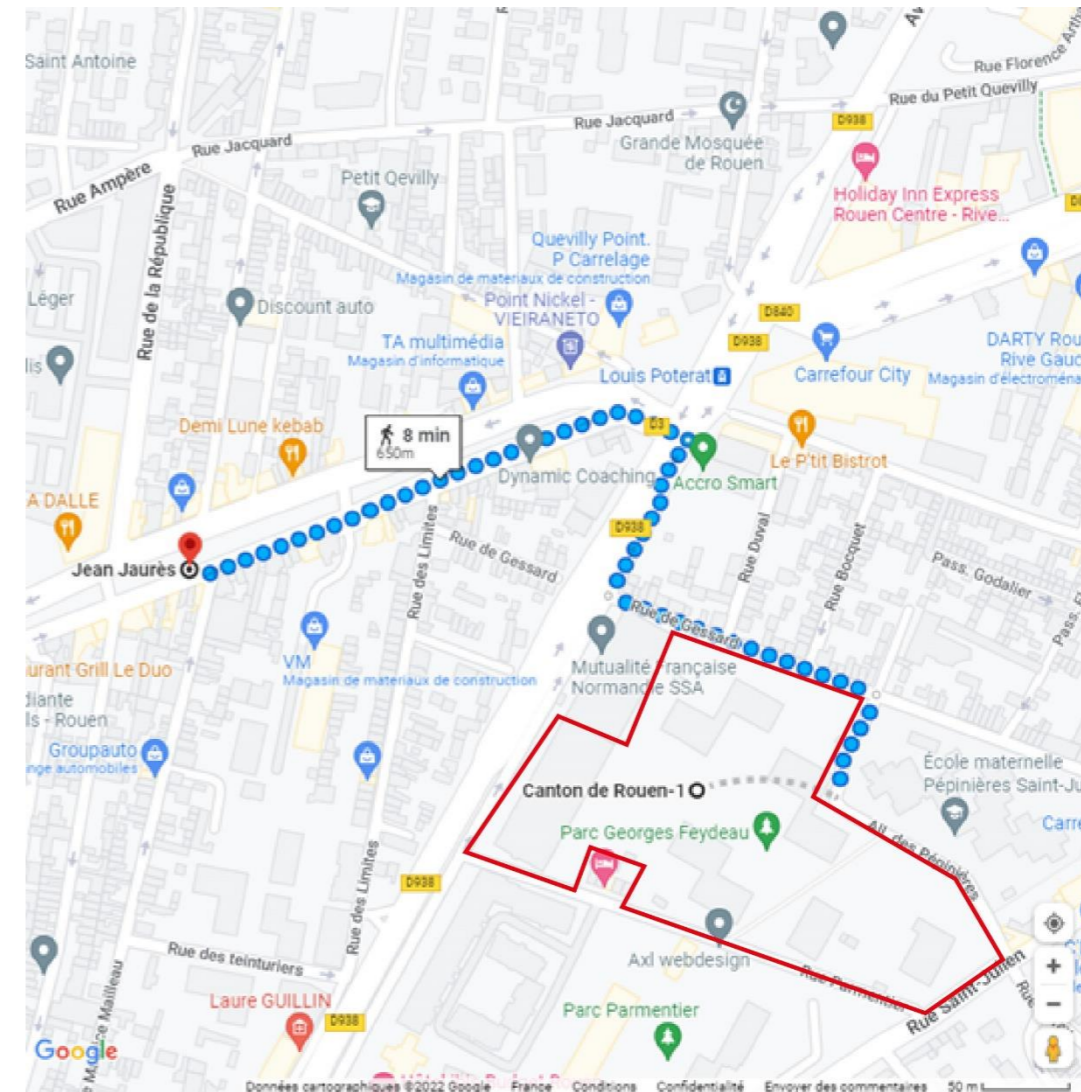 Saint Antoine
Rue Florence Artha
Rue du Petit Quevilly
D938
Rue Jacquard
Rue Jacquard
Grande Mosquée
de Rouen
Rue Ampère
Petit Qevilly
Holiday Inn Express
Rouen Centre - Rive...
Rue de la République
Quevilly Point.
P Carrelage
Magasin de materiaux de construction
Léger
Discount auto
Point Nickel -
VIEIRANETO
D840
D938
TA multimédia
Magasin d'informatique
Louis Poterat
Carrefour City
DARTY Rou
Rive Gauc
Magasin d'électroména
lis
Demi Lune kebab
8 min
650m
D3
Dynamic Coaching
Accro Smart
Le P'tit Bistrot
A DALLE
D938
Rue des Limites
Rue de Gessard
Rue Duval
Rue Bocquet
Pass. Godalier
Pass.
Jean Jaurès
Rue de Gessard
VM
Magasin de materiaux de construction
Mutualité Française
Normandie SSA
urant Grill Le Duo
diante
ls - Rouen
Groupauto
nge automobiles
École maternelle
Pépinières Saint-Ju
Canton de Rouen-1
Parc Georges Feydeau
All. des Pépinières
Carre
D938
Rue des Limites
Rue des teinturiers
Axl webdesign
Rue Parmentier
Rue Saint-Julien
Laure GUILLIN
D938
Parc Parmentier
ice Mailleau
Google
Données cartographiques ©2022 Google France Conditions Confidentialité Envoyer des commentaires 50 m